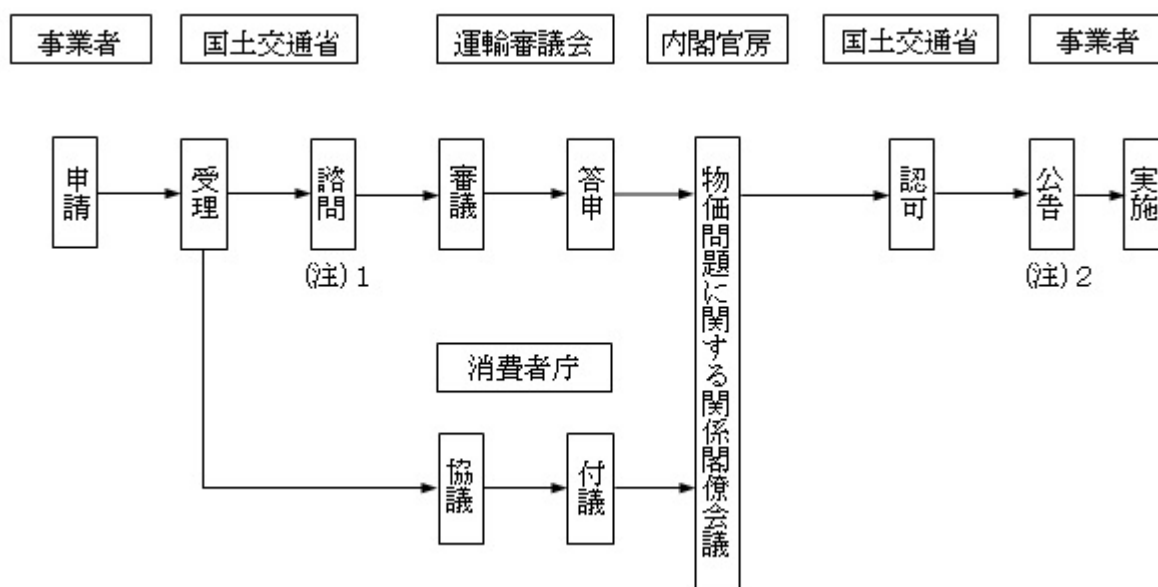 事業者
国土交通省
運輸審議会
内閣官房
国土交通省
事業者
申請
受理
諮問
審議
答申
物価問題に関する関係閣僚会議
認可
公告
実施
(注)1
(注)2
消費者庁
協議
付議